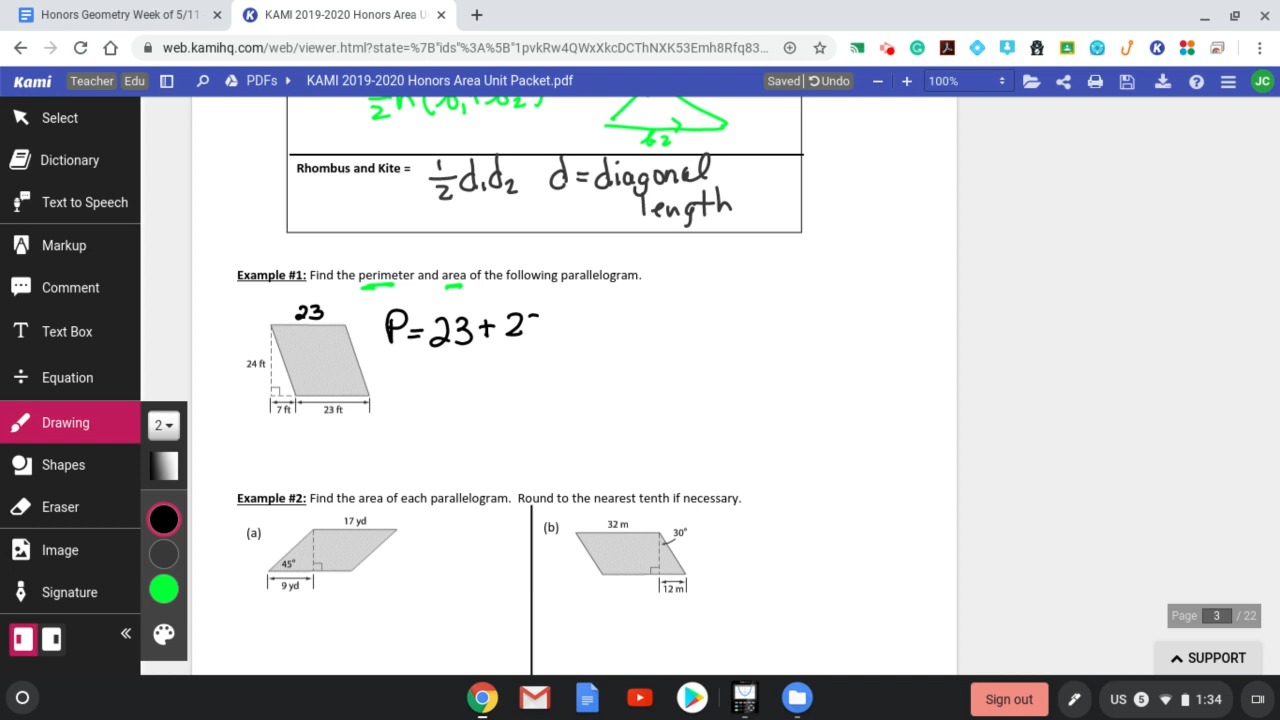 Honors Geometry Week of 5/11
KAMI 2019-2020 Honors Area U
web.kamihq.com/web/viewer.html?state=%7B"ids"%3A%5B"1pvkRw4QWxXkcDCThNXK53Emh8Rfq83...
Kami Teacher Edu PDFs KAMI 2019-2020 Honors Area Unit Packet.pdf Saved Undo 100% JC
Select
Dictionary
Text to Speech
Markup
Comment
Text Box
Equation
Drawing
Shapes
Eraser
Image
Signature
2
1/2 h(b1+b2)
b2
Rhombus and Kite = 1/2 d1d2 d = diagonal
length
Example #1: Find the perimeter and area of the following parallelogram.
23
P = 23 + 2
24 ft
7 ft 23 ft
Example #2: Find the area of each parallelogram. Round to the nearest tenth if necessary.
(a) 17 yd
45°
9 yd
(b) 32 m
30°
12 m
Page 3 / 22
SUPPORT
Sign out US 5 1:34